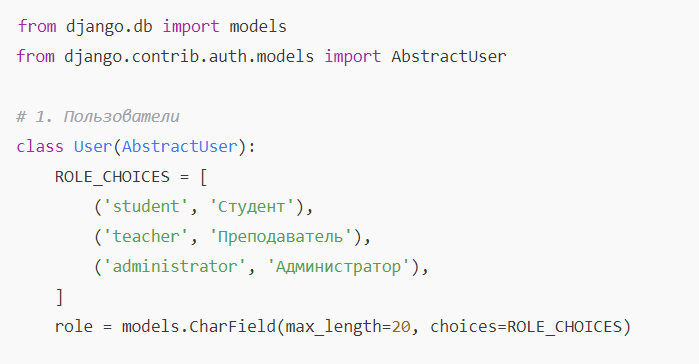 from django.db import models
from django.contrib.auth.models import AbstractUser
# 1. Пользователи
class User(AbstractUser):
ROLE_CHOICES = [
('student', 'Студент'),
('teacher', 'Преподаватель'),
('administrator', 'Администратор'),
]
role = models.CharField(max_length=20, choices=ROLE_CHOICES)